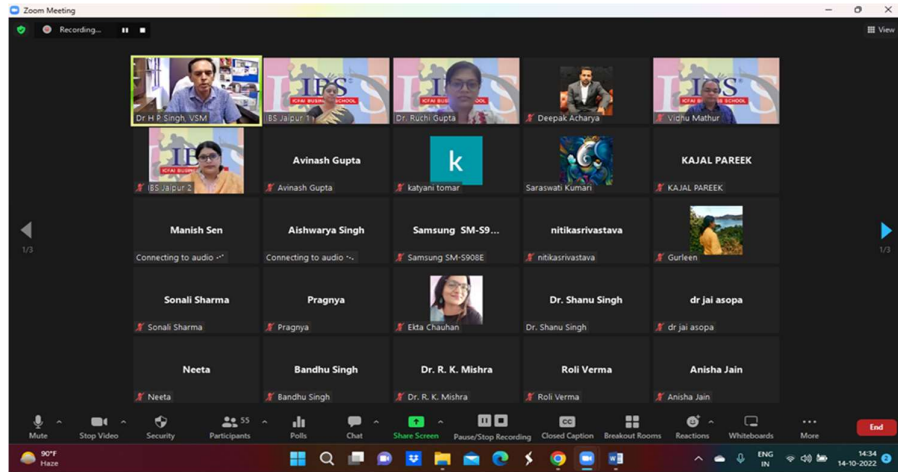 Zoom Meeting
Recording...
View
Dr H P Singh, VSM
IBS
ICFAI BUSINESS SCHOOL
IBS Jaipur 1
IBS
Dr. Ruchi Gupta
Deepak Acharya
IBS
Vidhu Mathur
IBS Jaipur 2
Avinash Gupta
Avinash Gupta
k
katyani tomar
Saraswati Kumari
KAJAL PAREEK
KAJAL PAREEK
Manish Sen
Connecting to audio
Aishwarya Singh
Connecting to audio
Samsung SM-S9...
Samsung SM-S908E
nitikasrivastava
nitikasrivastava
Gurleen
1/3
1/3
Sonali Sharma
Sonali Sharma
Pragnya
Pragnya
Ekta Chauhan
Dr. Shanu Singh
Dr. Shanu Singh
dr jai asopa
dr jai asopa
Neeta
Neeta
Bandhu Singh
Bandhu Singh
Dr. R. K. Mishra
Dr. R. K. Mishra
Roli Verma
Roli Verma
Anisha Jain
Anisha Jain
Mute
Stop Video
Security
55
Participants
Polls
Chat
Share Screen
Pause/Stop Recording
CC
Closed Caption
Breakout Rooms
Reactions
Whiteboards
More
End
90°F
Haze
ENG
IN
14:34
14-10-2022